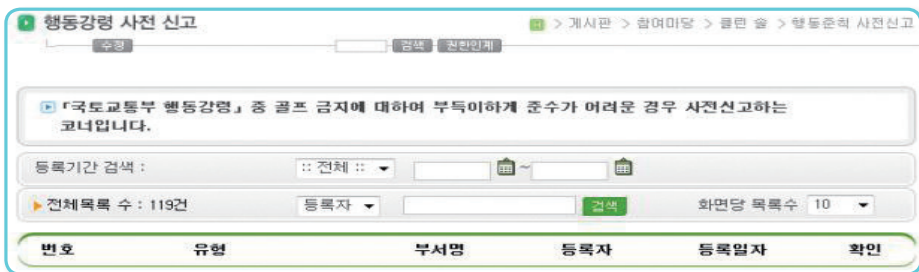 행동강령 사전 신고
> 게시판 > 참여마당 > 클린 술 > 행동준칙 사전신고
수정 검색 권한인계
「국토교통부 행동강령」 중 골프 금지에 대하여 부득이하게 준수가 어려운 경우 사전신고하는
코너입니다.
등록기간 검색 : :: 전체 :: ~
전체목록 수 : 119건 등록자 검색 화면당 목록수 10
번호 유형 부서명 등록자 등록일자 확인